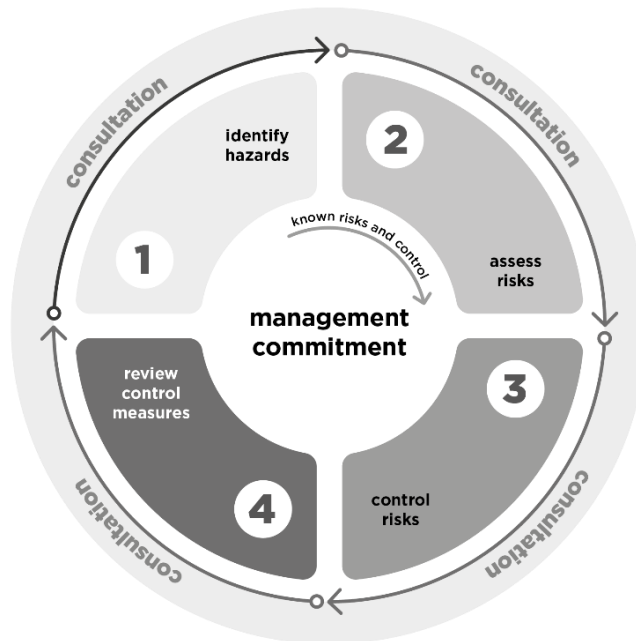 consultation
consultation
identify
hazards
1
2
known risks and control
assess
risks
management
commitment
review
control
measures
3
4
control
risks
consultation
consultation